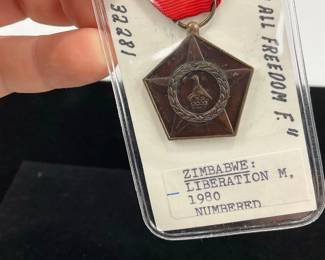 32281
ALL FREEDOM F."
ZIMBABWE:
LIBERATION M,
1980
NUMBERED